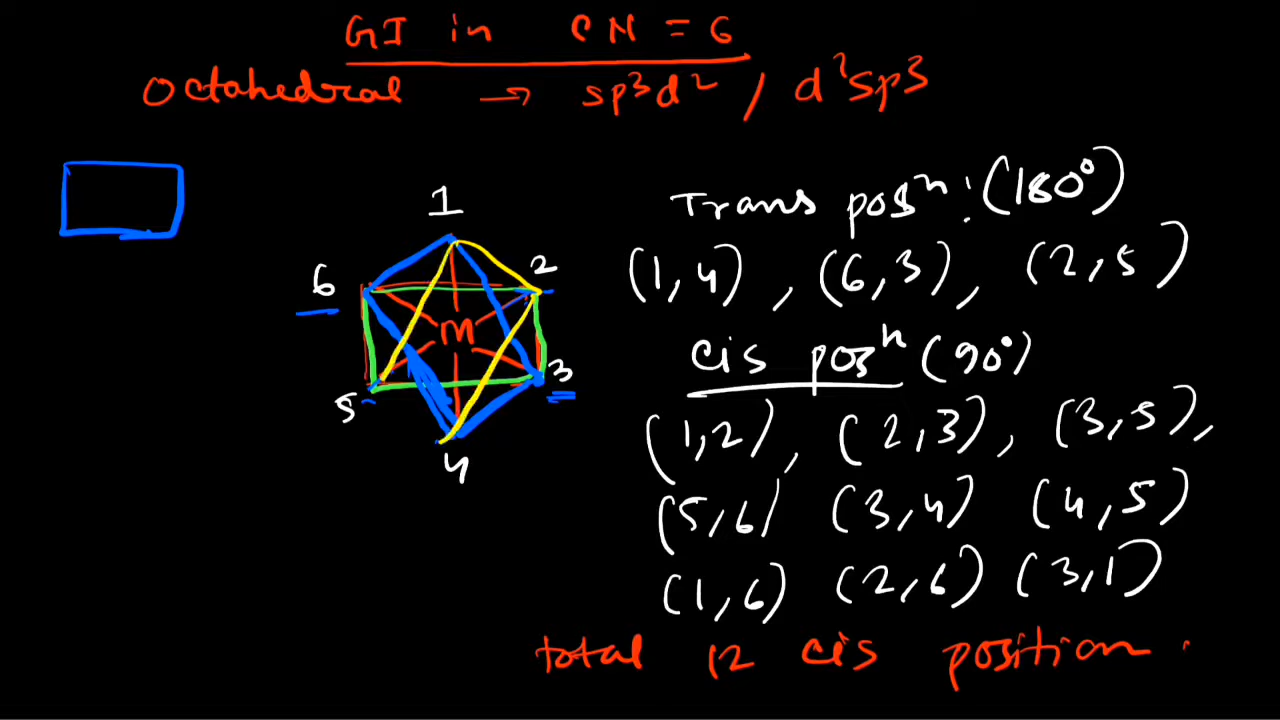 GI in CN = 6
Octahedral → sp³d² / d²sp³
1
2
6
M
3
5
4
Trans posⁿ: (180°)
(1,4), (6,3), (2,5)
cis posⁿ (90°)
(1,2), (2,3), (3,5),
(5,6) (3,4) (4,5)
(1,6) (2,6) (3,1)
total 12 cis position.